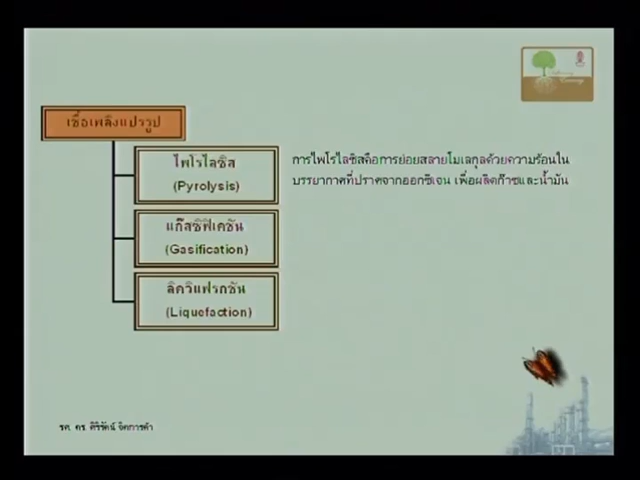 เชื้อเพลิงแปรรูป
ไพโรไลซิส
(Pyrolysis)
การไพโรไลซิสคือการย่อยสลายโมเลกุลด้วยความร้อนใน
บรรยากาศที่ปราศจากออกซิเจน เพื่อผลิตก๊าซและน้ำมัน
แก๊สซิฟิเคชัน
(Gasification)
ลิควิแฟรกชัน
(Liquefaction)
รศ. ดร. ศิริรัตน์ จิตการค้า